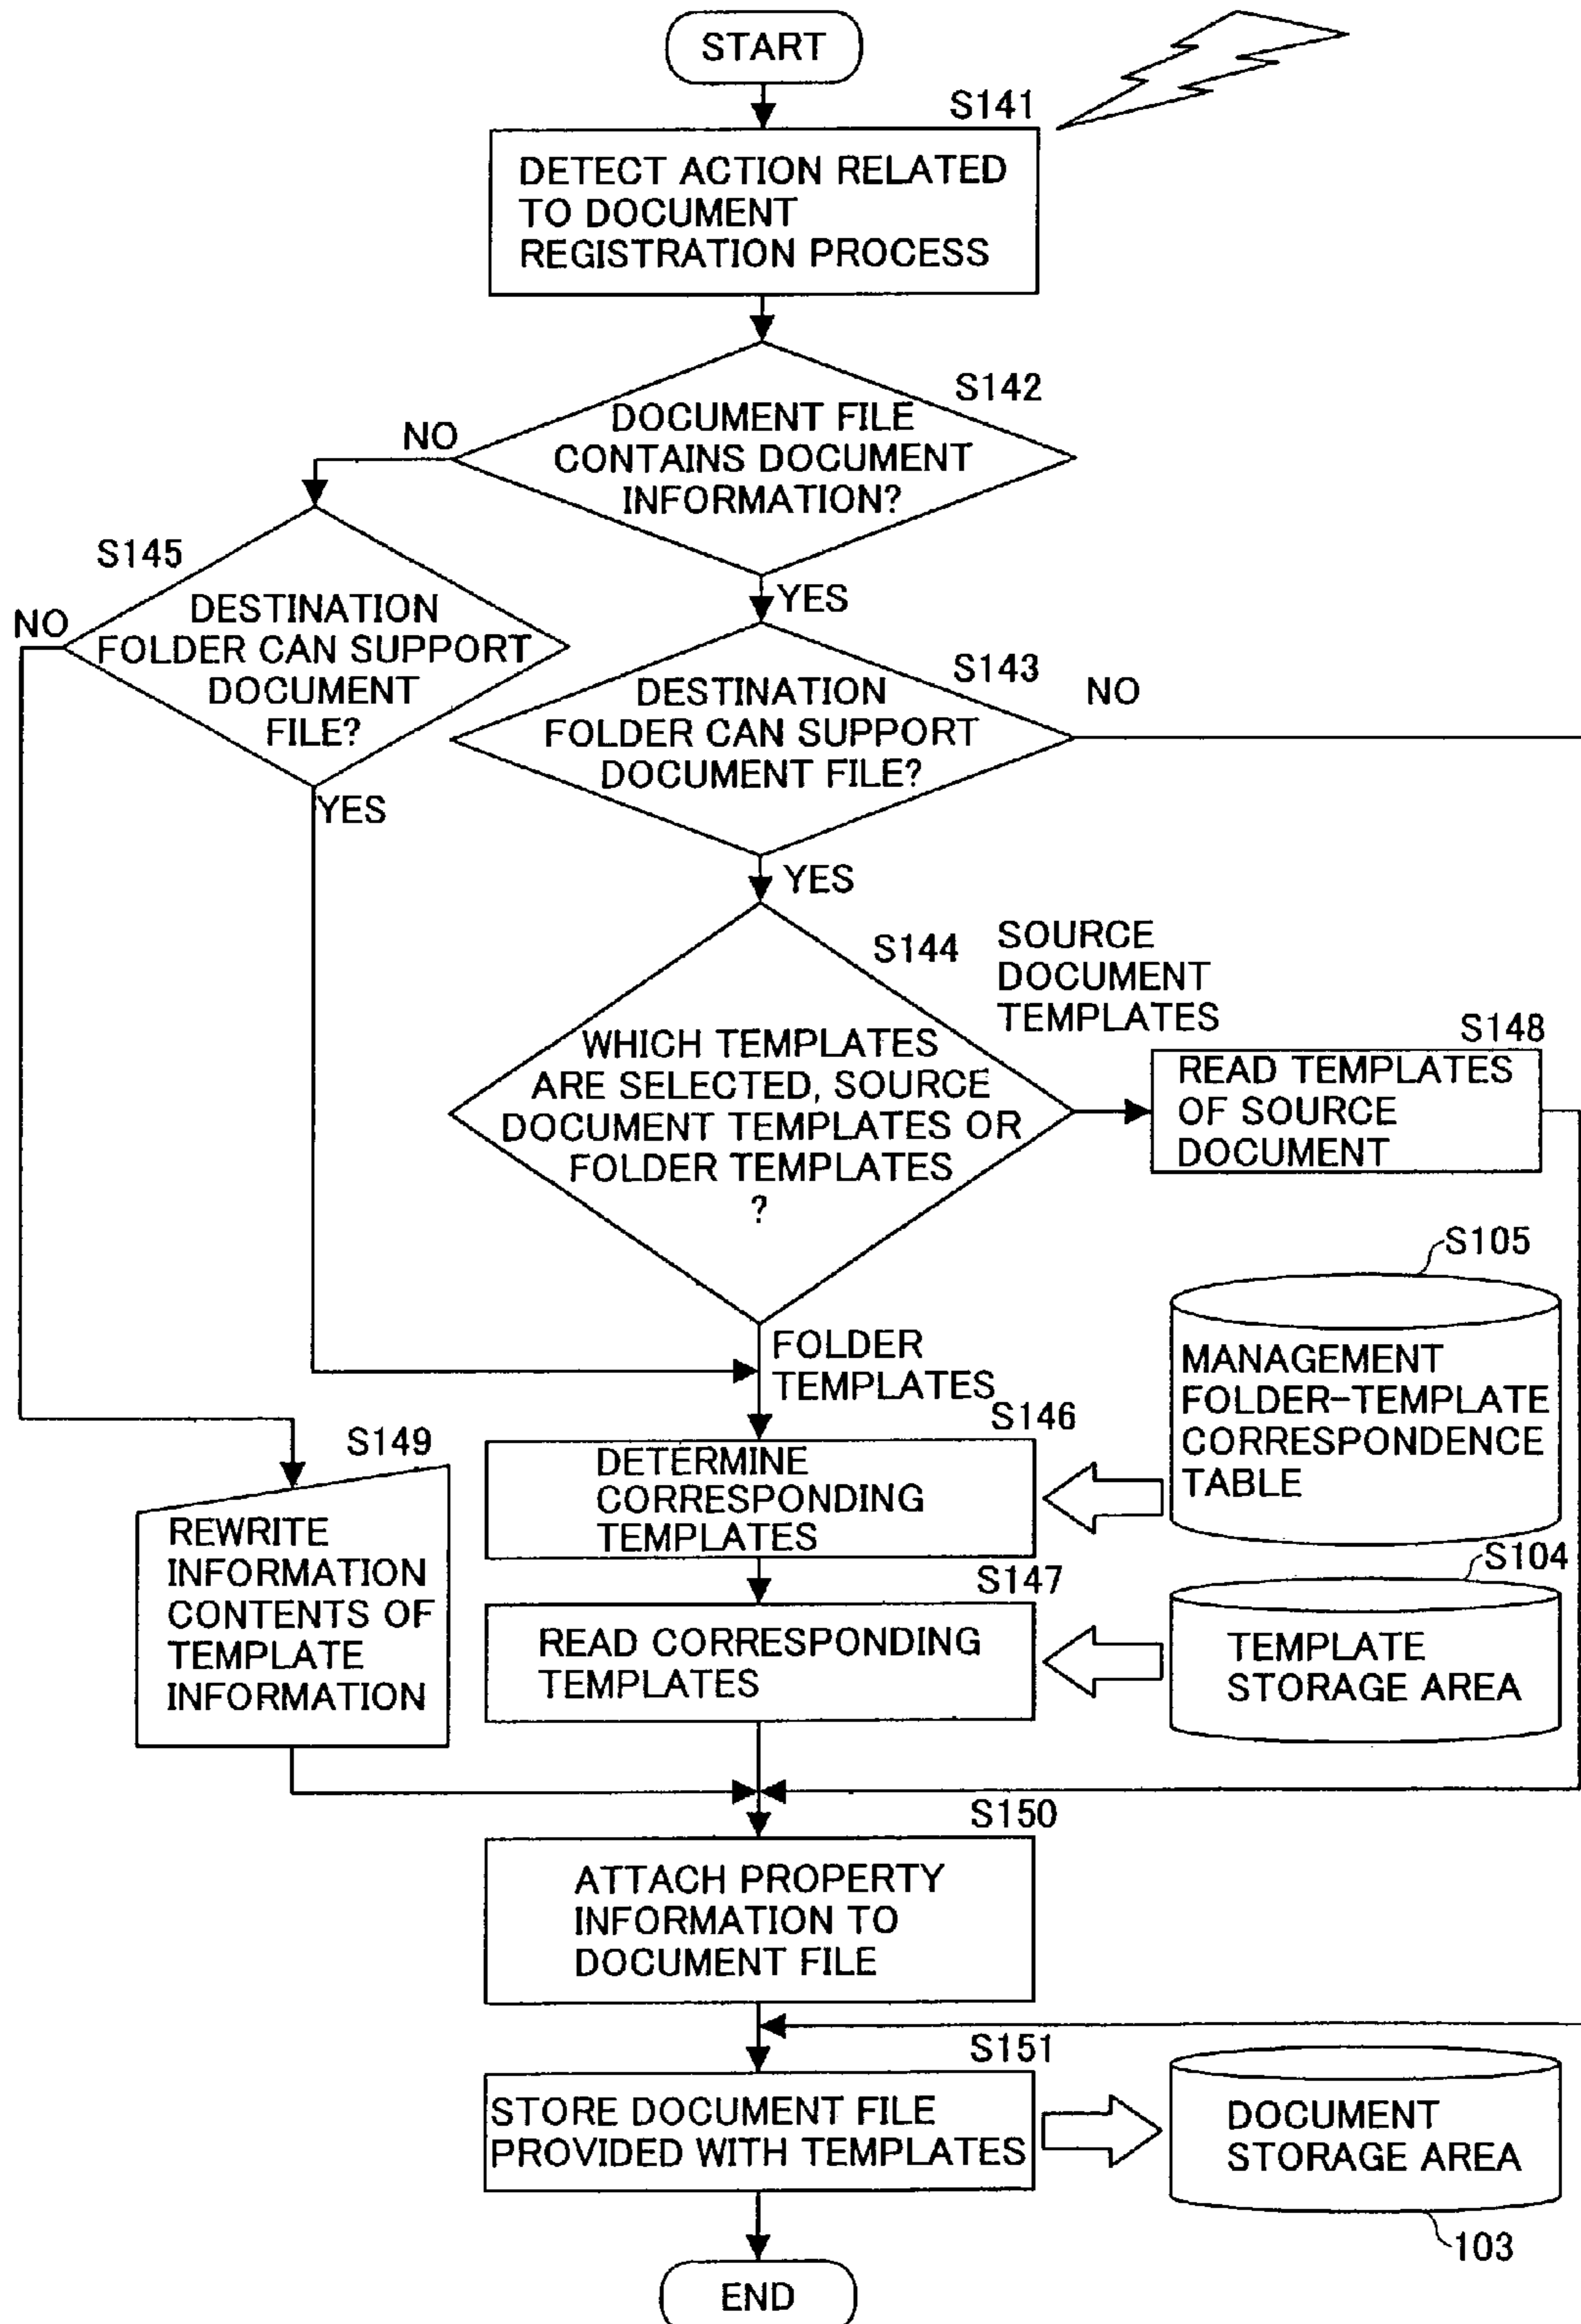 START
S141
DETECT ACTION RELATED
TO DOCUMENT
REGISTRATION PROCESS
S142
DOCUMENT FILE
CONTAINS DOCUMENT
INFORMATION?
NO
YES
S145
DESTINATION
FOLDER CAN SUPPORT
DOCUMENT
FILE?
NO
YES
S143
DESTINATION
FOLDER CAN SUPPORT
DOCUMENT FILE?
NO
YES
S144
WHICH TEMPLATES
ARE SELECTED, SOURCE
DOCUMENT TEMPLATES OR
FOLDER TEMPLATES
?
SOURCE
DOCUMENT
TEMPLATES
S148
READ TEMPLATES
OF SOURCE
DOCUMENT
FOLDER
TEMPLATES
S105
MANAGEMENT
FOLDER-TEMPLATE
CORRESPONDENCE
TABLE
S146
DETERMINE
CORRESPONDING
TEMPLATES
S149
REWRITE
INFORMATION
CONTENTS OF
TEMPLATE
INFORMATION
S147
READ CORRESPONDING
TEMPLATES
S104
TEMPLATE
STORAGE AREA
S150
ATTACH PROPERTY
INFORMATION TO
DOCUMENT FILE
S151
STORE DOCUMENT FILE
PROVIDED WITH TEMPLATES
DOCUMENT
STORAGE AREA
103
END